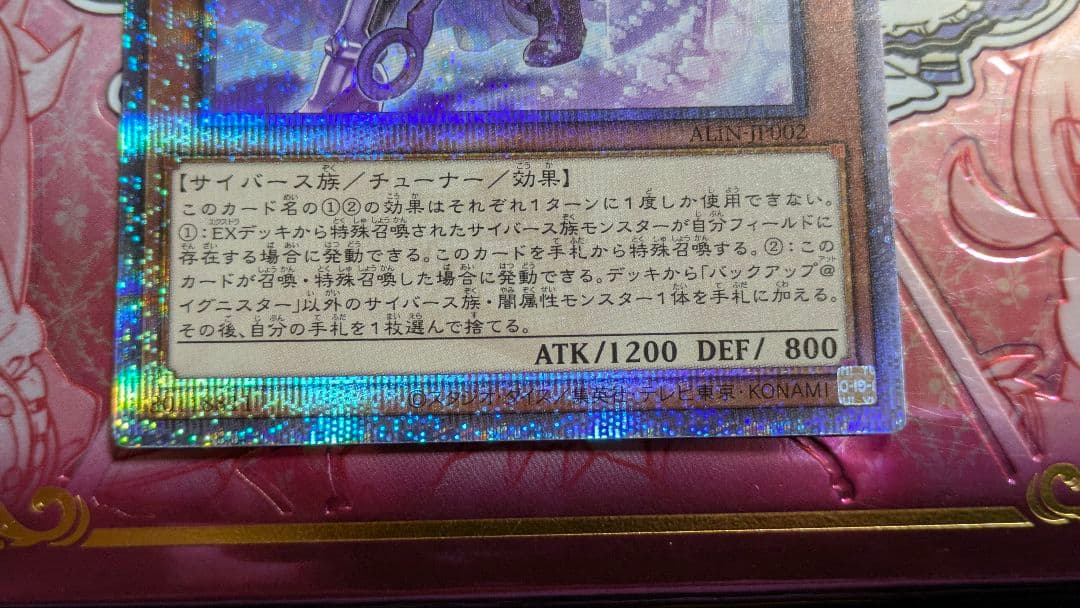 ALIN-JP002
【サイバース族／チューナー／効果】
このカード名の①②の効果はそれぞれ１ターンに１度しか使用できない。
①：EXデッキから特殊召喚されたサイバース族モンスターが自分フィールドに
存在する場合に発動できる。このカードを手札から特殊召喚する。②：この
カードが召喚・特殊召喚した場合に発動できる。デッキから「バックアップ＠
イグニスター」以外のサイバース族・闇属性モンスター１体を手札に加える。
その後、自分の手札を１枚選んで捨てる。
ATK/1200 DEF/ 800
©スタジオ・ダイス／集英社・テレビ東京・KONAMI